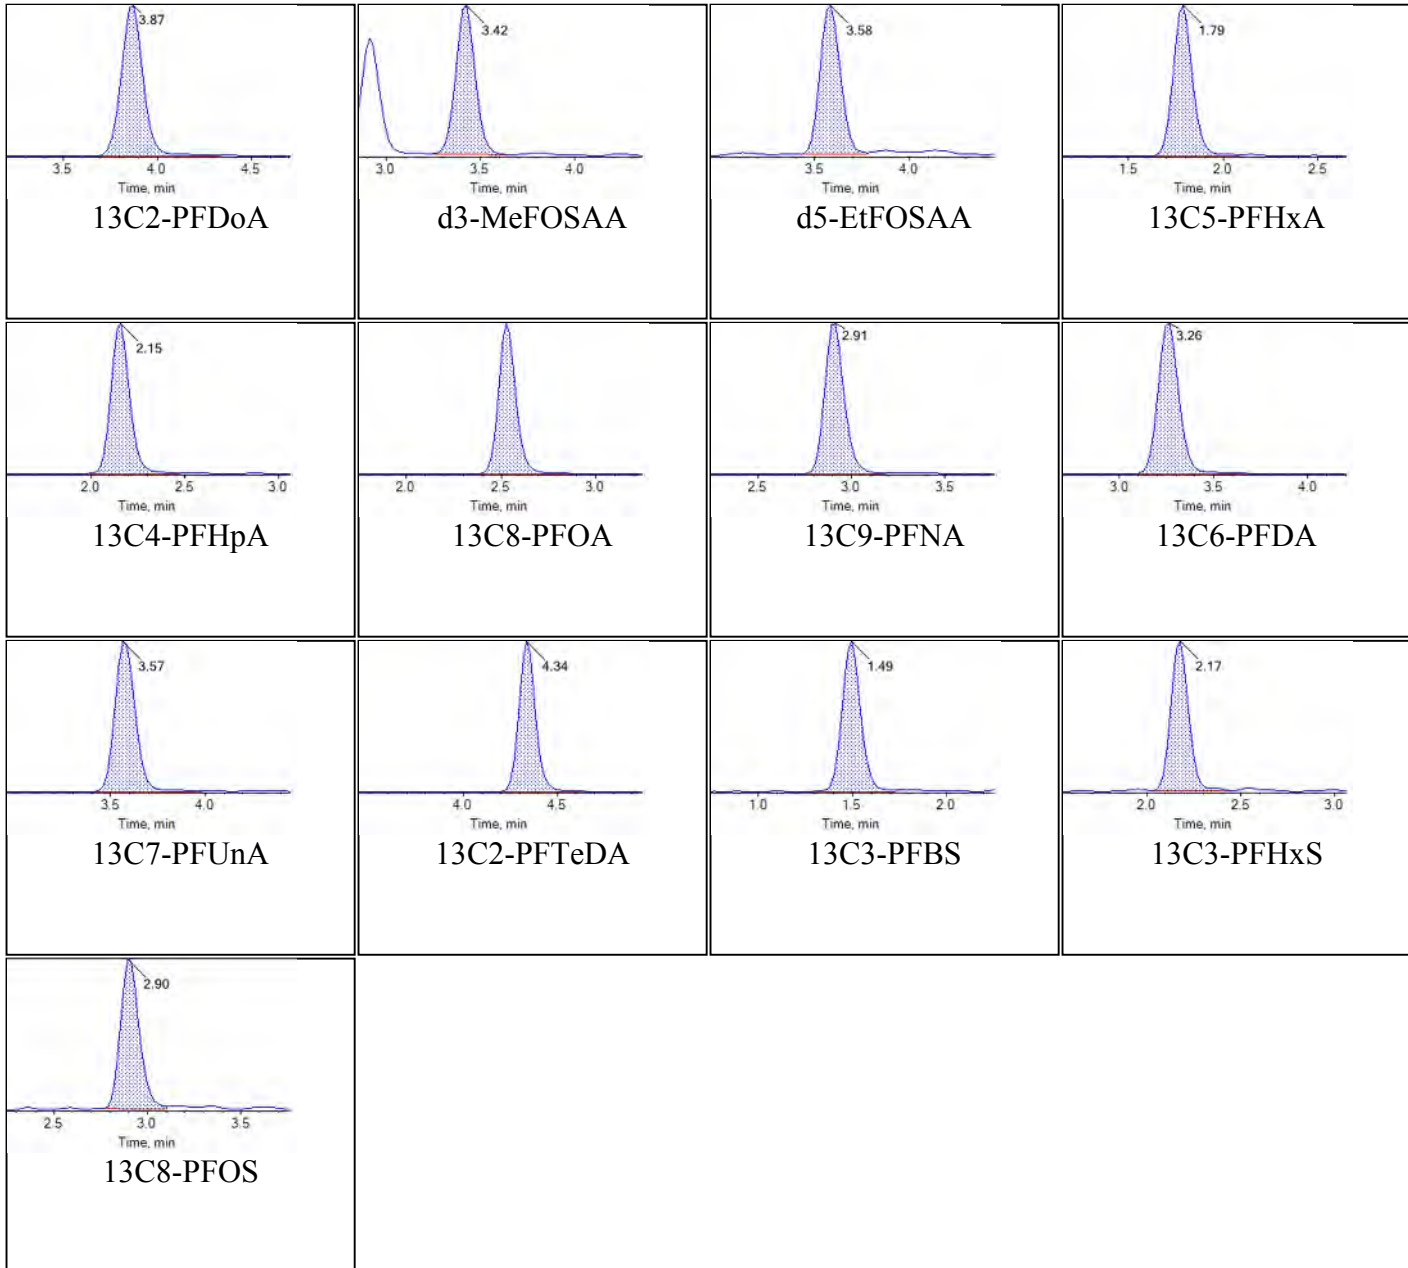 3.87
3.5 4.0 4.5
Time, min
13C2-PFDoA
3.42
3.0 3.5 4.0
Time, min
d3-MeFOSAA
3.58
3.5 4.0
Time, min
d5-EtFOSAA
1.79
1.5 2.0 2.5
Time, min
13C5-PFHxA
2.15
2.0 2.5 3.0
Time, min
13C4-PFHpA
2.0 2.5 3.0
Time, min
13C8-PFOA
2.91
2.5 3.0 3.5
Time, min
13C9-PFNA
3.26
3.0 3.5 4.0
Time, min
13C6-PFDA
3.57
3.5 4.0
Time, min
13C7-PFUnA
4.34
4.0 4.5
Time, min
13C2-PFTeDA
1.49
1.0 1.5 2.0
Time, min
13C3-PFBS
2.17
2.0 2.5 3.0
Time, min
13C3-PFHxS
2.90
2.5 3.0 3.5
Time, min
13C8-PFOS